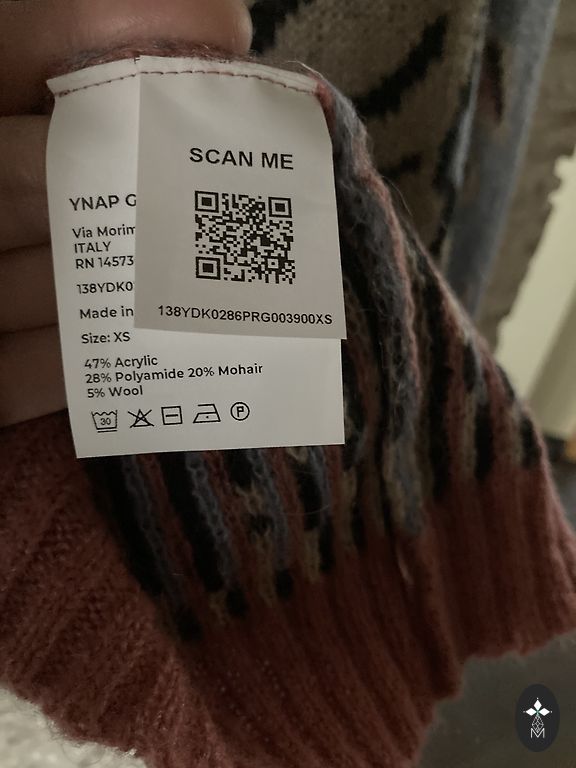 SCAN ME
138YDK0286PRG003900XS
YNAP G
Via Morim
ITALY
RN 14573
138YDK0
Made in
Size: XS
47% Acrylic
28% Polyamide 20% Mohair
5% Wool
30
P
M